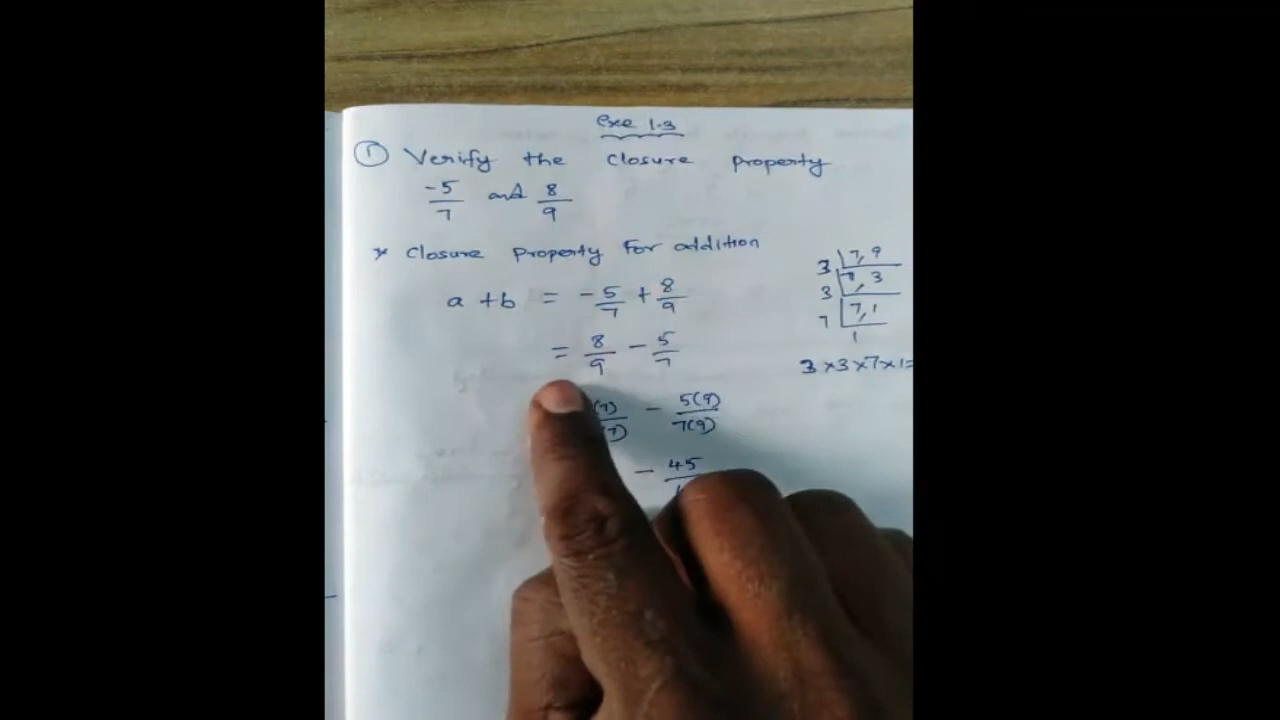 Exe 1.3
① Verify the closure property
-5/7 and 8/9
* Closure Property For addition
a + b = -5/7 + 8/9
= 8/9 - 5/7
(7)/(7) - 5(9)/7(9)
- 45
3 | 7, 9
3 | 7, 3
7 | 7, 1
1
3 × 3 × 7 × 1 =